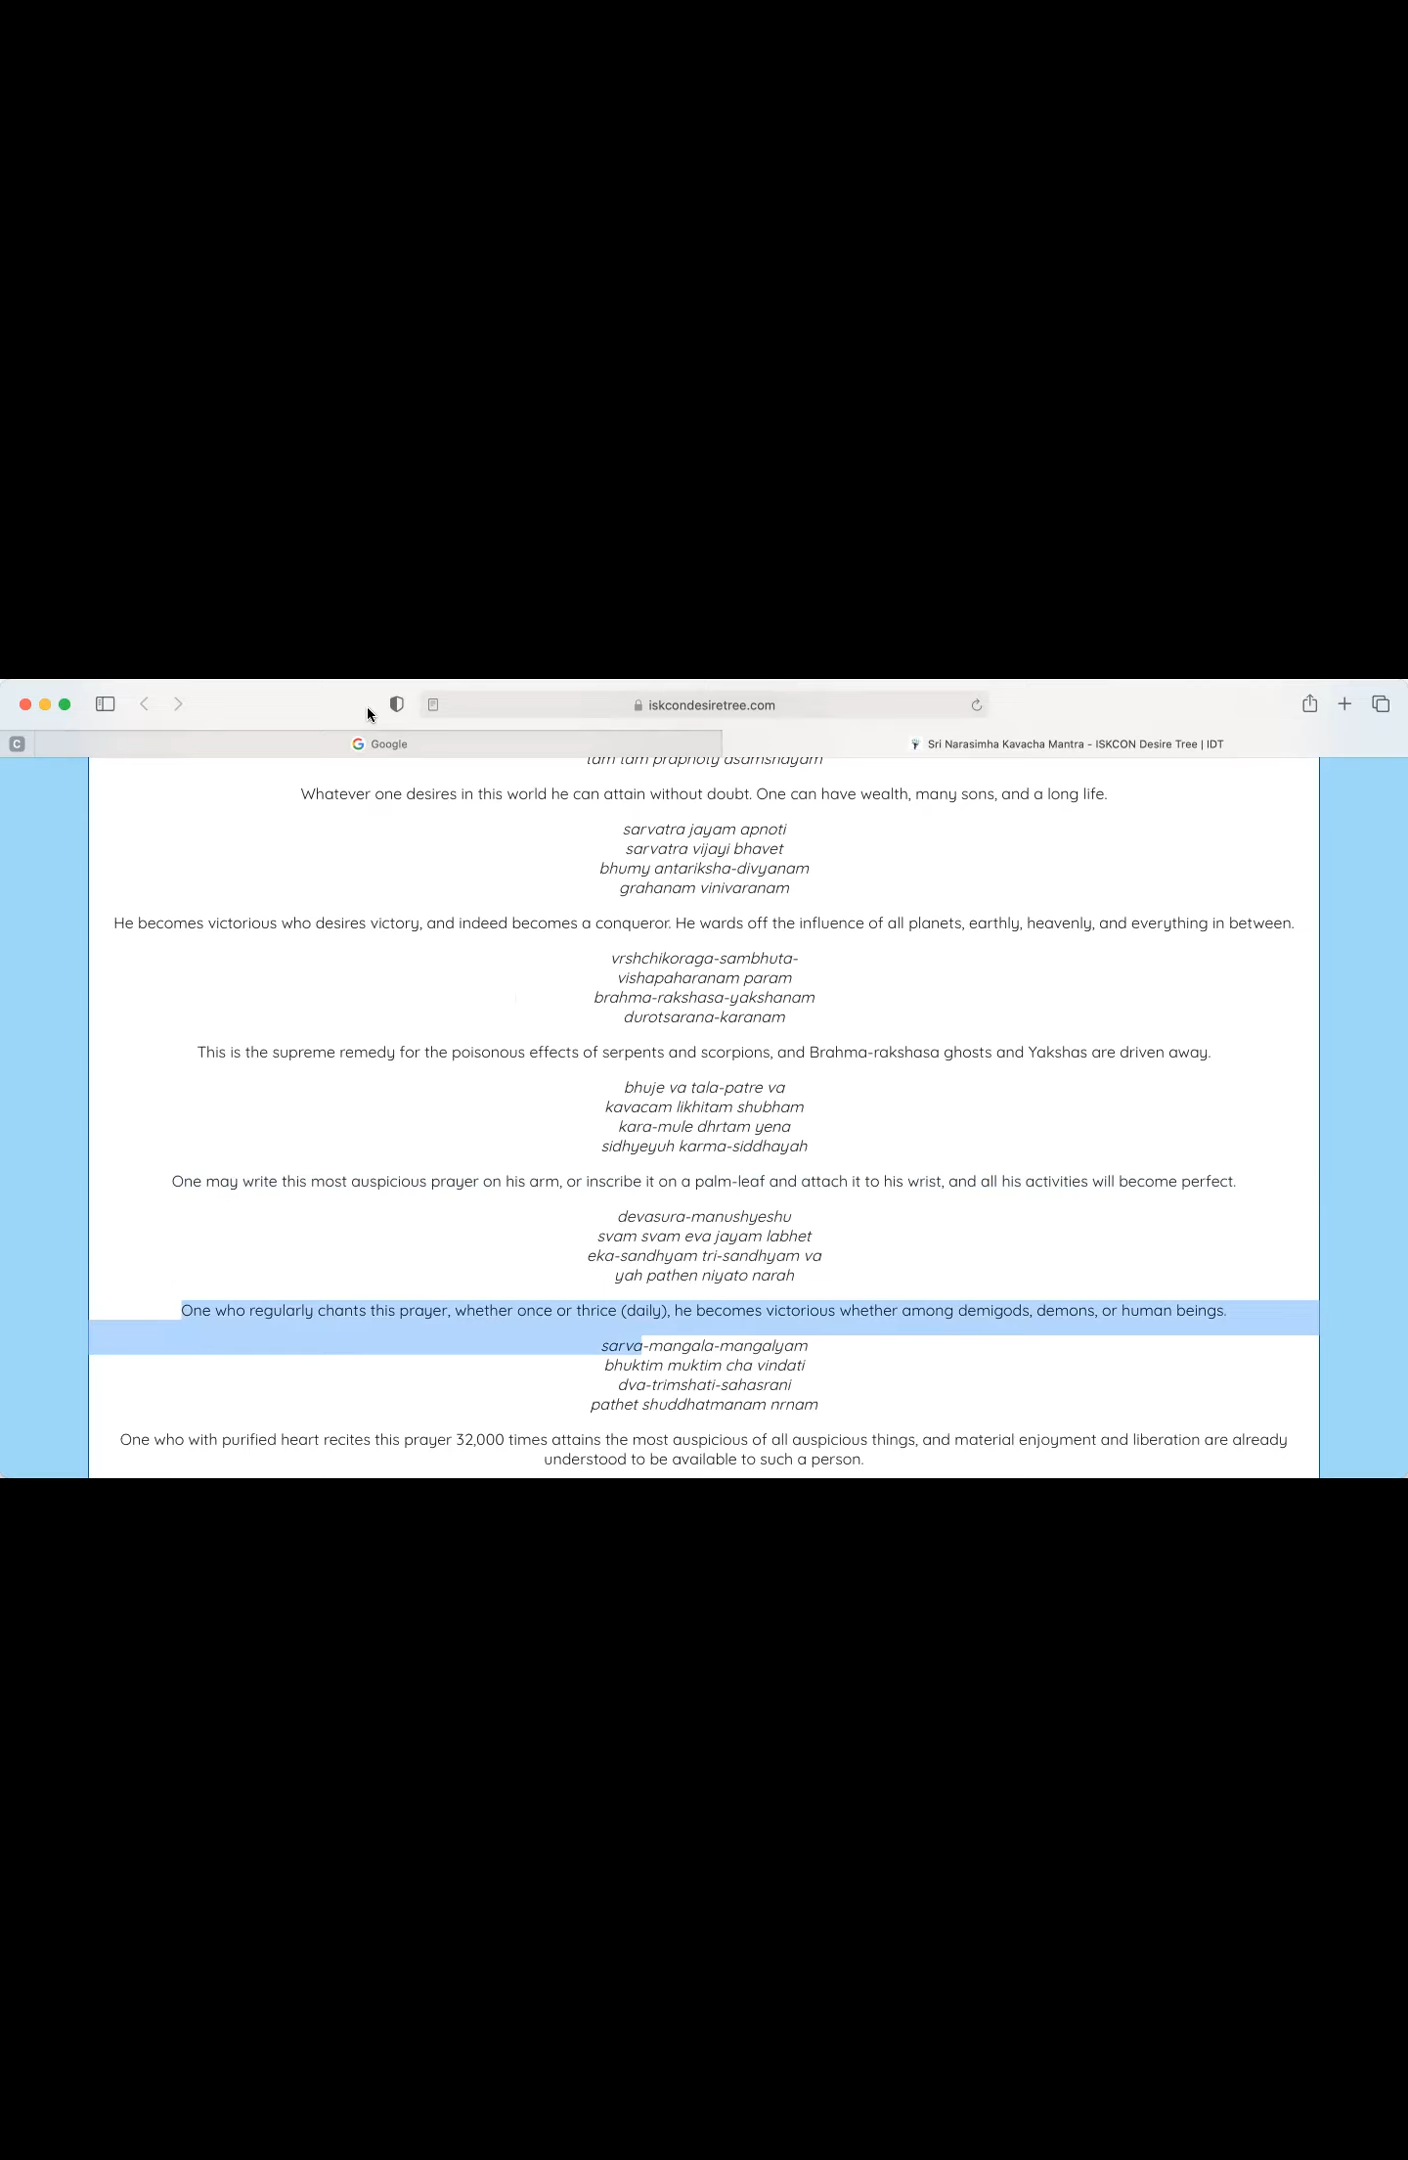 iskcondesiretree.com
C
Google
Sri Narasimha Kavacha Mantra - ISKCON Desire Tree | IDT
tam tam prapnoty asamshayam
Whatever one desires in this world he can attain without doubt. One can have wealth, many sons, and a long life.
sarvatra jayam apnoti
sarvatra vijayi bhavet
bhumy antariksha-divyanam
grahanam vinivaranam
He becomes victorious who desires victory, and indeed becomes a conqueror. He wards off the influence of all planets, earthly, heavenly, and everything in between.
vrshchikoraga-sambhuta-
vishapaharanam param
brahma-rakshasa-yakshanam
durotsarana-karanam
This is the supreme remedy for the poisonous effects of serpents and scorpions, and Brahma-rakshasa ghosts and Yakshas are driven away.
bhuje va tala-patre va
kavacam likhitam shubham
kara-mule dhrtam yena
sidhyeyuh karma-siddhayah
One may write this most auspicious prayer on his arm, or inscribe it on a palm-leaf and attach it to his wrist, and all his activities will become perfect.
devasura-manushyeshu
svam svam eva jayam labhet
eka-sandhyam tri-sandhyam va
yah pathen niyato narah
One who regularly chants this prayer, whether once or thrice (daily), he becomes victorious whether among demigods, demons, or human beings.
sarva-mangala-mangalyam
bhuktim muktim cha vindati
dva-trimshati-sahasrani
pathet shuddhatmanam nrnam
One who with purified heart recites this prayer 32,000 times attains the most auspicious of all auspicious things, and material enjoyment and liberation are already
understood to be available to such a person.